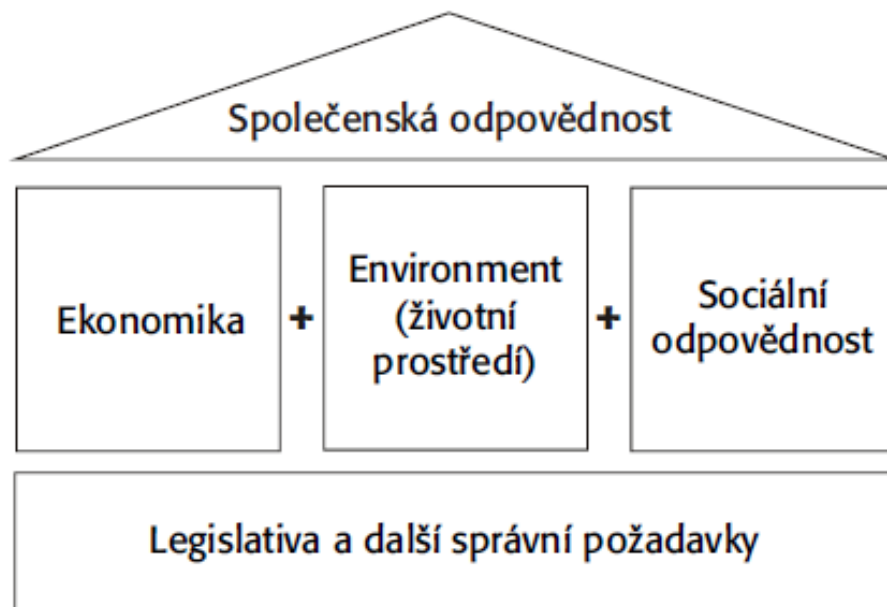 Společenská odpovědnost
Ekonomika
+
Environment
(životní
prostředí)
+
Sociální
odpovědnost
Legislativa a další správní požadavky